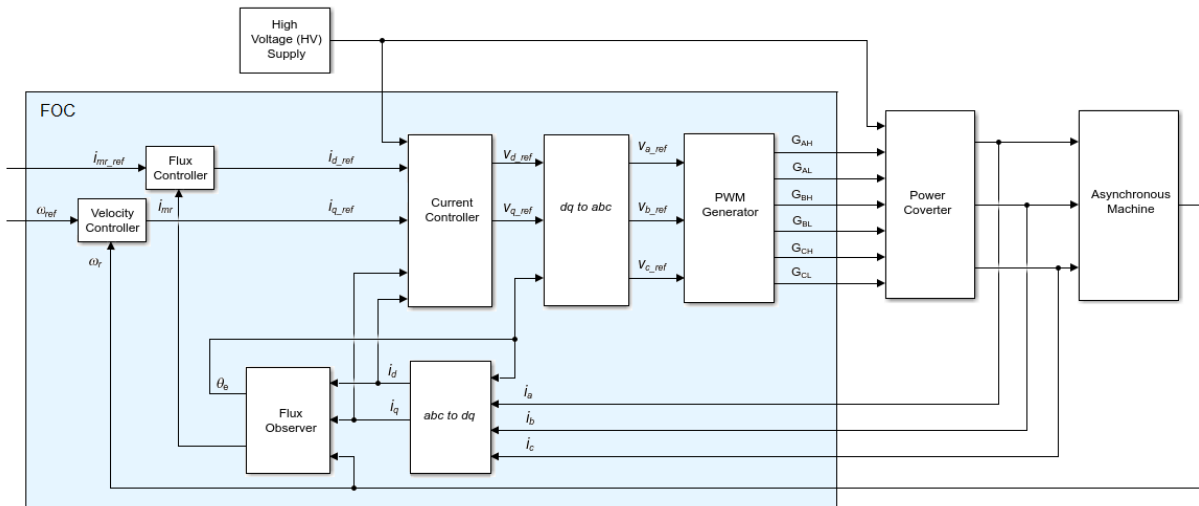 High
Voltage (HV)
Supply
FOC
i_mr_ref
Flux
Controller
i_d_ref
ω_ref
Velocity
Controller
i_mr
i_q_ref
ω_r
Current
Controller
v_d_ref
v_q_ref
dq to abc
v_a_ref
v_b_ref
v_c_ref
PWM
Generator
G_AH
G_AL
G_BH
G_BL
G_CH
G_CL
Power
Coverter
Asynchronous
Machine
θ_e
Flux
Observer
i_d
i_q
abc to dq
i_a
i_b
i_c